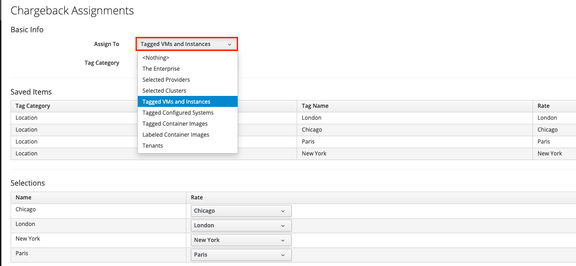 Chargeback Assignments
Basic Info
Assign To Tagged VMs and Instances
Tag Category
<Nothing>
The Enterprise
Selected Providers
Selected Clusters
Tagged VMs and Instances
Tagged Configured Systems
Tagged Container Images
Labeled Container Images
Tenants
Saved Items
Tag Category Tag Name Rate
Location London London
Location Chicago Chicago
Location Paris Paris
Location New York New York
Selections
Name Rate
Chicago Chicago
London London
New York New York
Paris Paris